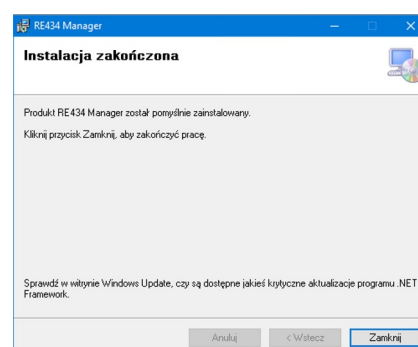 RE434 Manager
Instalacja zakończona
Produkt RE434 Manager został pomyślnie zainstalowany.
Kliknij przycisk Zamknij, aby zakończyć pracę.
Sprawdź w witrynie Windows Update, czy są dostępne jakieś krytyczne aktualizacje programu .NET
Framework.
Anuluj
< Wstecz
Zamknij